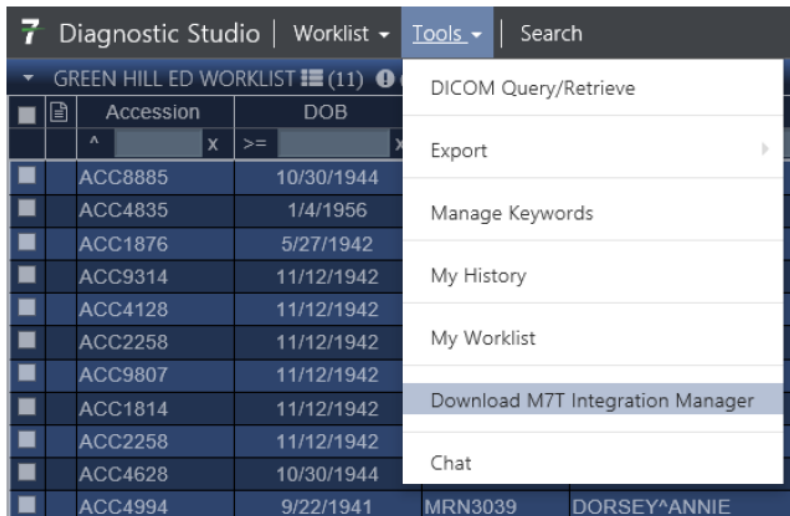 7 Diagnostic Studio | Worklist Tools | Search
GREEN HILL ED WORKLIST (11)
Accession DOB
^ x >= x
ACC8885 10/30/1944
ACC4835 1/4/1956
ACC1876 5/27/1942
ACC9314 11/12/1942
ACC4128 11/12/1942
ACC2258 11/12/1942
ACC9807 11/12/1942
ACC1814 11/12/1942
ACC2258 11/12/1942
ACC4628 10/30/1944
ACC4994 9/22/1941 MRN3039 DORSEY^ANNIE
DICOM Query/Retrieve
Export
Manage Keywords
My History
My Worklist
Download M7T Integration Manager
Chat